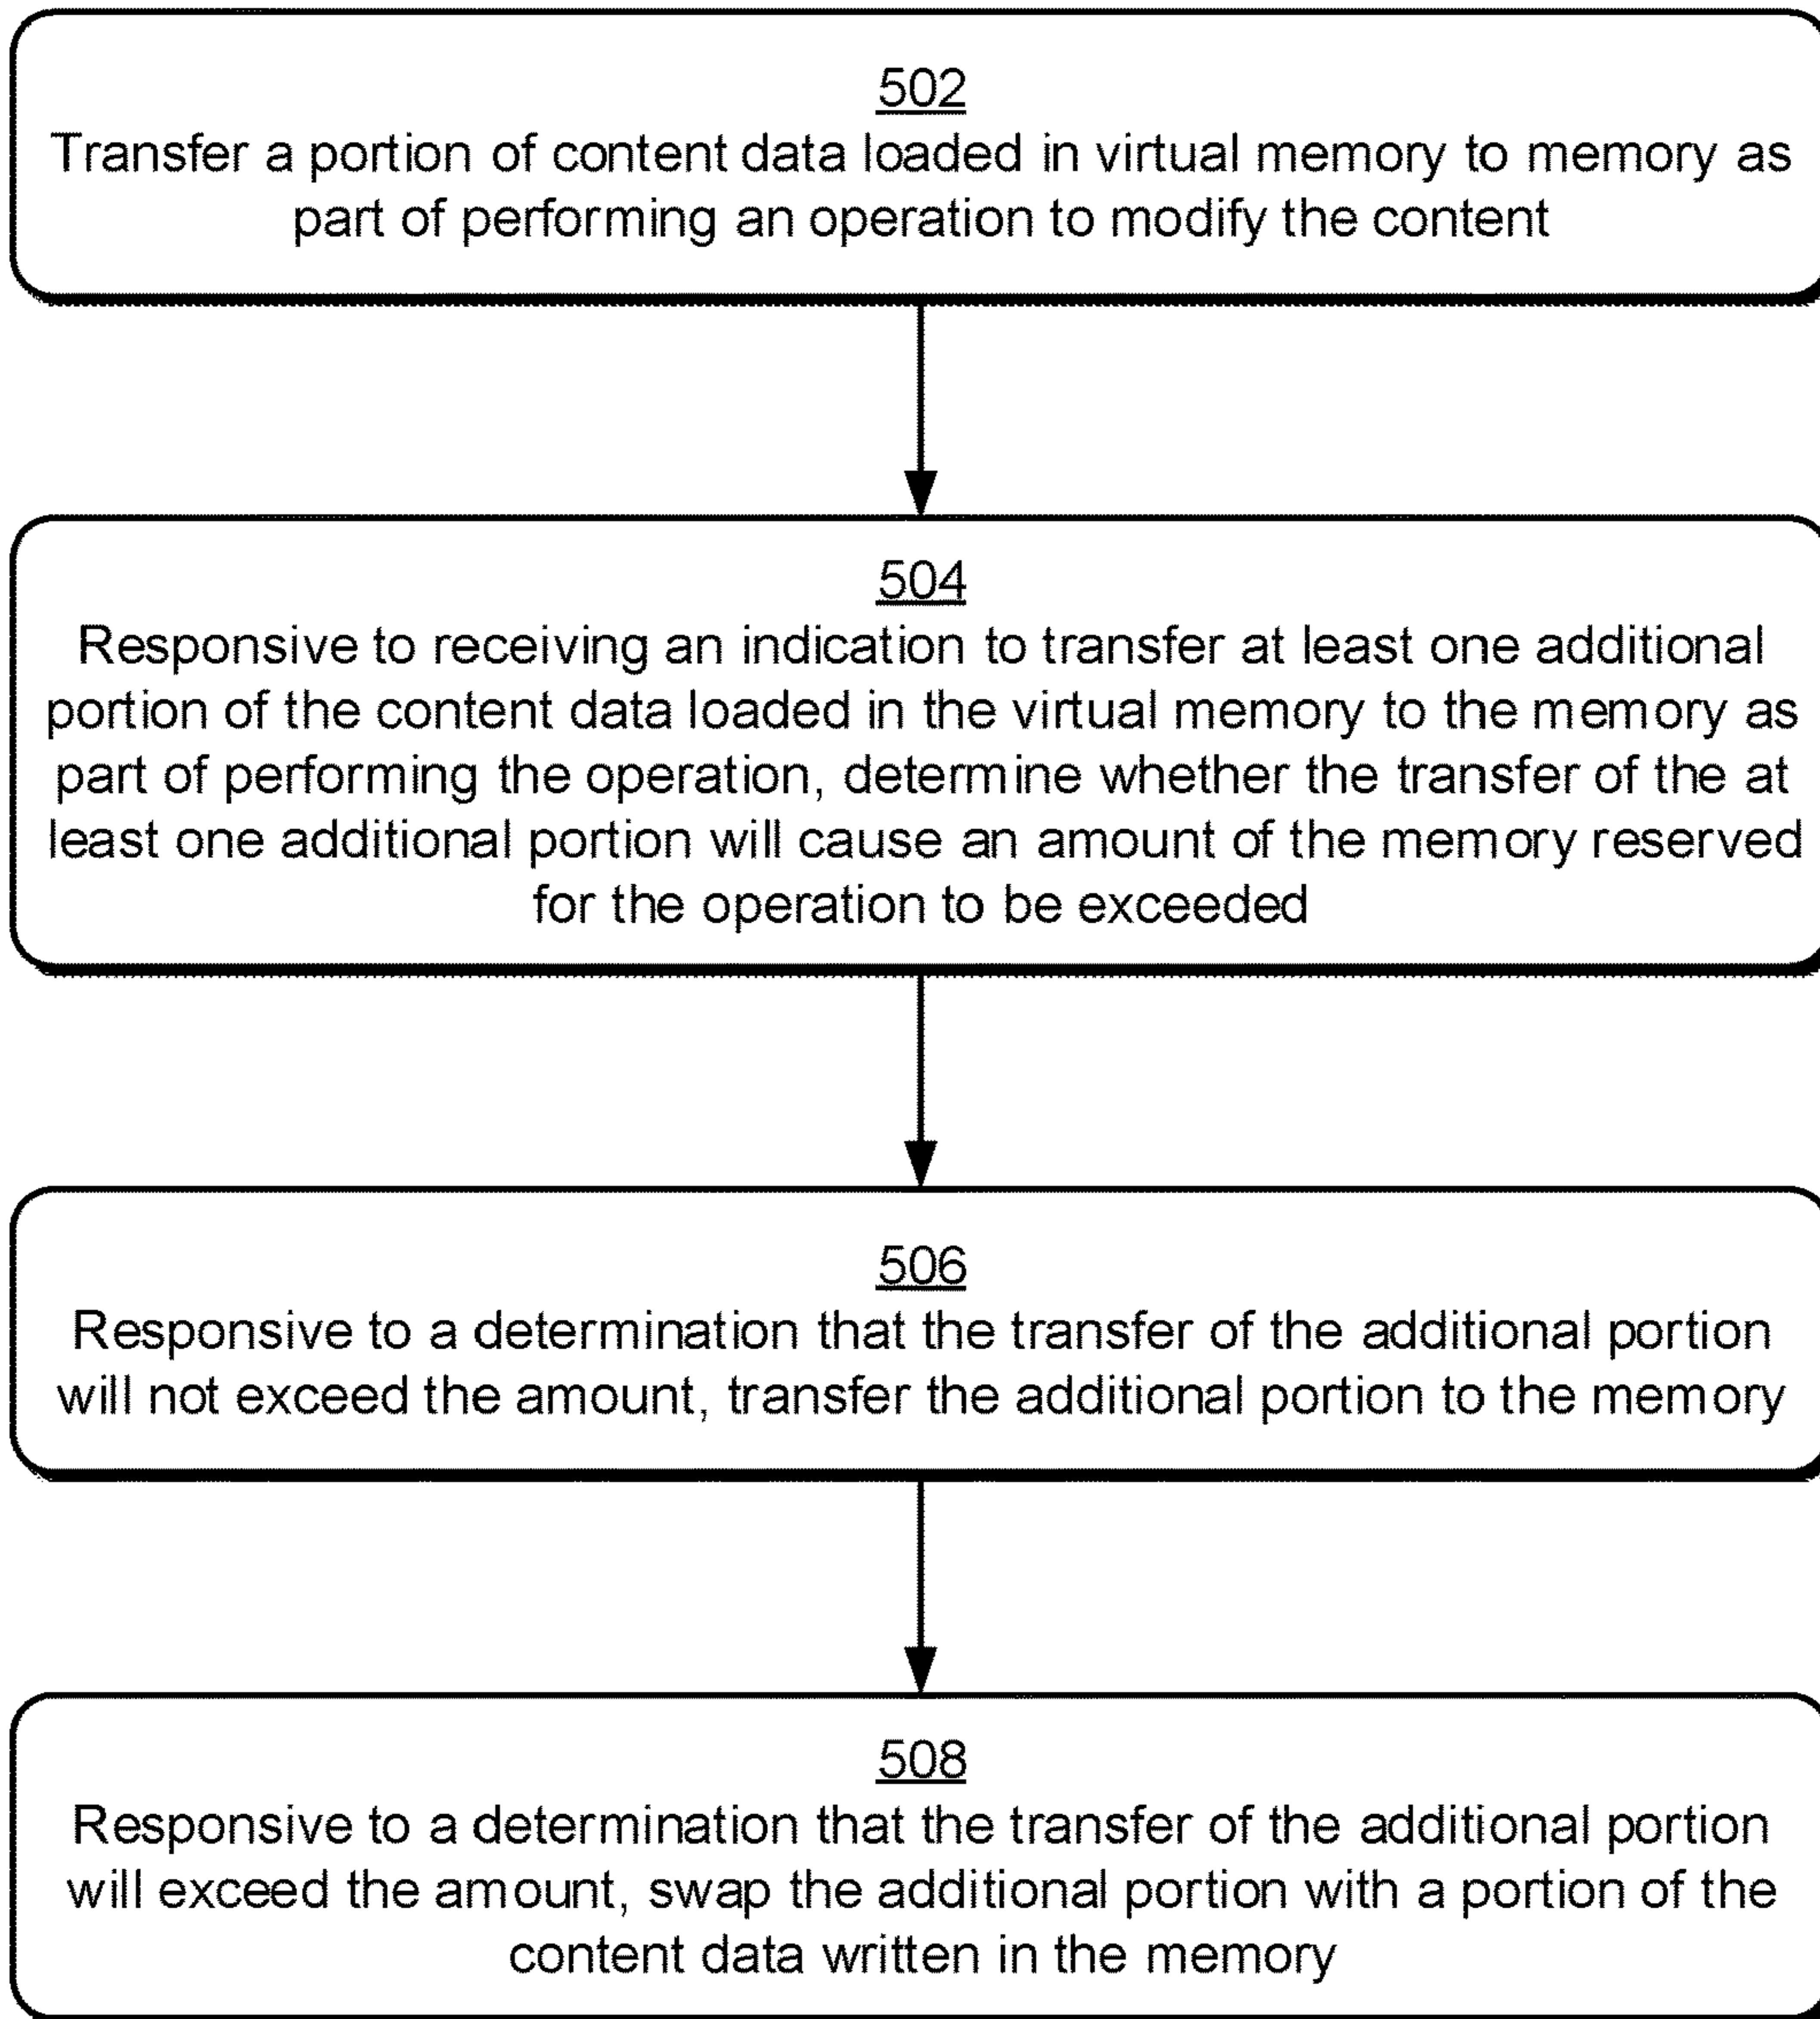 502
Transfer a portion of content data loaded in virtual memory to memory as
part of performing an operation to modify the content
504
Responsive to receiving an indication to transfer at least one additional
portion of the content data loaded in the virtual memory to the memory as
part of performing the operation, determine whether the transfer of the at
least one additional portion will cause an amount of the memory reserved
for the operation to be exceeded
506
Responsive to a determination that the transfer of the additional portion
will not exceed the amount, transfer the additional portion to the memory
508
Responsive to a determination that the transfer of the additional portion
will exceed the amount, swap the additional portion with a portion of the
content data written in the memory